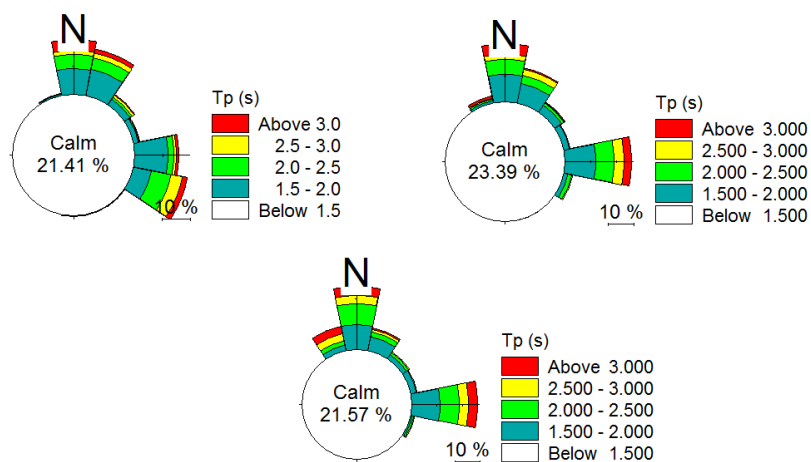 N
Calm
21.41 %
10 %
Tp (s)
Above 3.0
2.5 - 3.0
2.0 - 2.5
1.5 - 2.0
Below 1.5
N
Calm
23.39 %
10 %
Tp (s)
Above 3.000
2.500 - 3.000
2.000 - 2.500
1.500 - 2.000
Below 1.500
N
Calm
21.57 %
10 %
Tp (s)
Above 3.000
2.500 - 3.000
2.000 - 2.500
1.500 - 2.000
Below 1.500